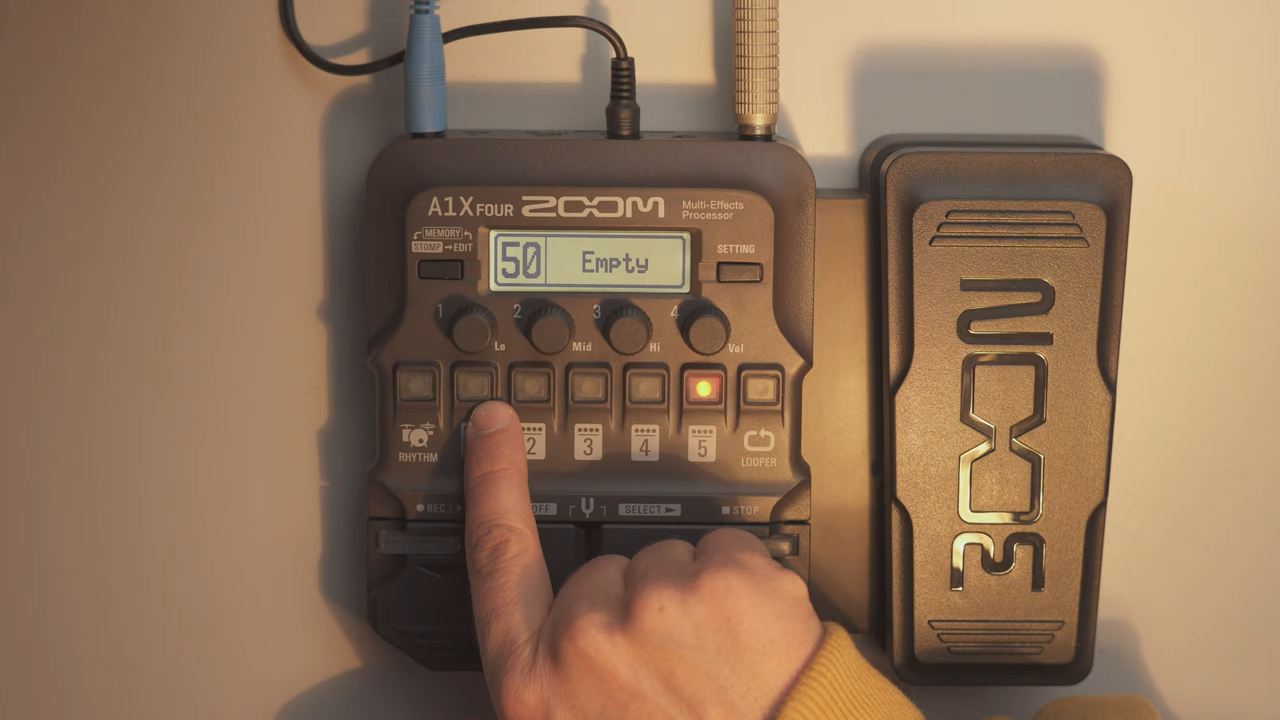 A1X FOUR ZOOM Multi-Effects
Processor
MEMORY
STOMP → EDIT
SETTING
50 Empty
1 2 3 4
Lo Mid Hi Vol
2 3 4 5
RHYTHM LOOPER
REC / OFF SELECT ► STOP
ZOOM